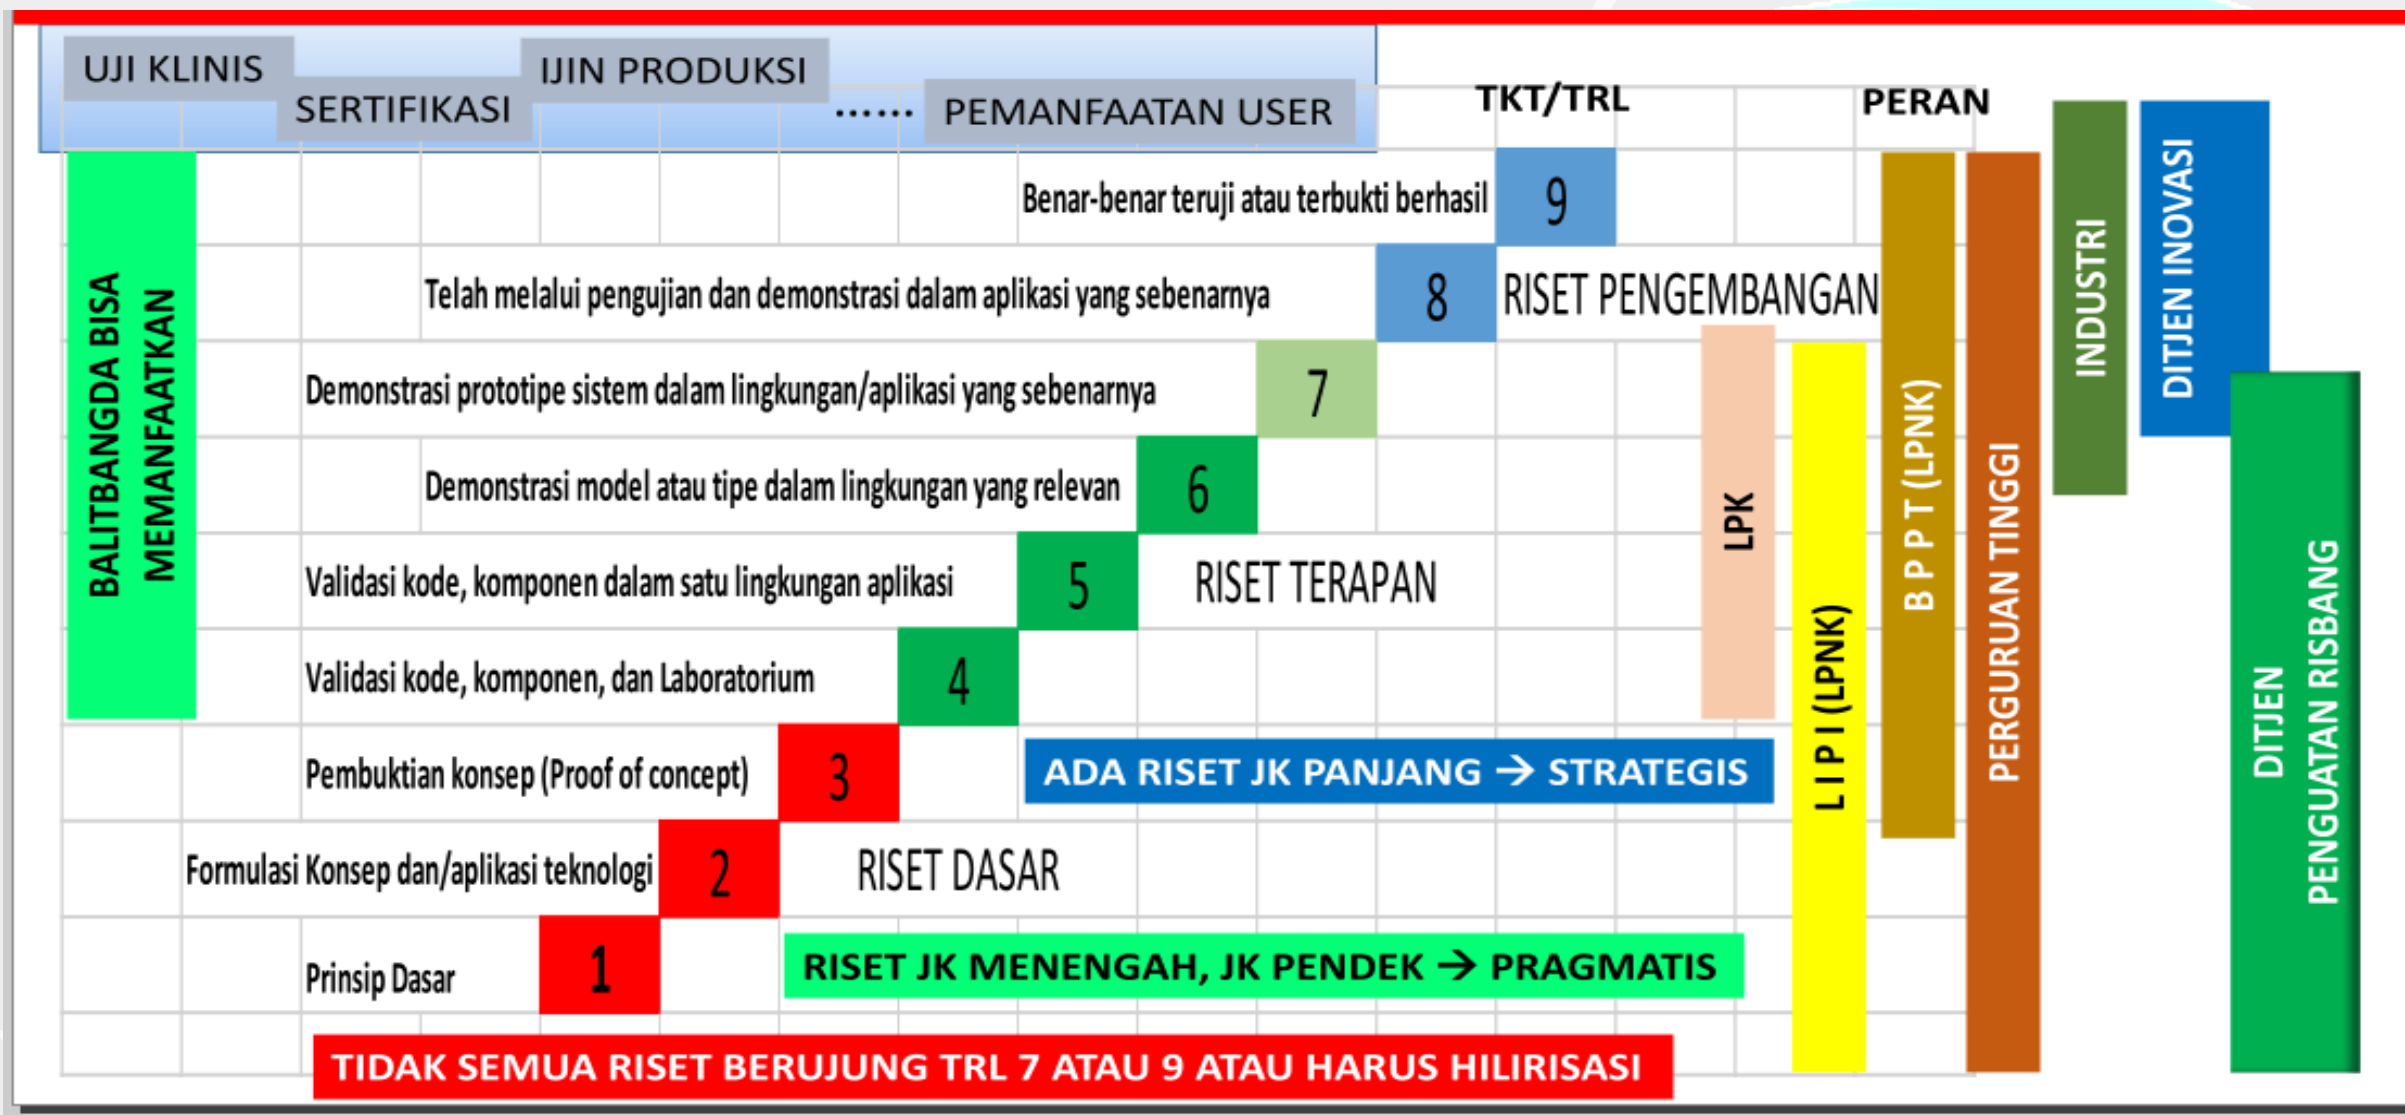 UJI KLINIS
SERTIFIKASI
IJIN PRODUKSI
......
PEMANFAATAN USER
TKT/TRL
PERAN
BALITBANGDA BISA
MEMANFAATKAN
Benar-benar teruji atau terbukti berhasil
9
Telah melalui pengujian dan demonstrasi dalam aplikasi yang sebenarnya
8
RISET PENGEMBANGAN
Demonstrasi prototipe sistem dalam lingkungan/aplikasi yang sebenarnya
7
Demonstrasi model atau tipe dalam lingkungan yang relevan
6
Validasi kode, komponen dalam satu lingkungan aplikasi
5
RISET TERAPAN
Validasi kode, komponen, dan Laboratorium
4
Pembuktian konsep (Proof of concept)
3
ADA RISET JK PANJANG → STRATEGIS
Formulasi Konsep dan/aplikasi teknologi
2
RISET DASAR
Prinsip Dasar
1
RISET JK MENENGAH, JK PENDEK → PRAGMATIS
TIDAK SEMUA RISET BERUJUNG TRL 7 ATAU 9 ATAU HARUS HILIRISASI
LPK
L I P I (LPNK)
B P P T (LPNK)
PERGURUAN TINGGI
INDUSTRI
DITJEN INOVASI
DITJEN
PENGUATAN RISBANG